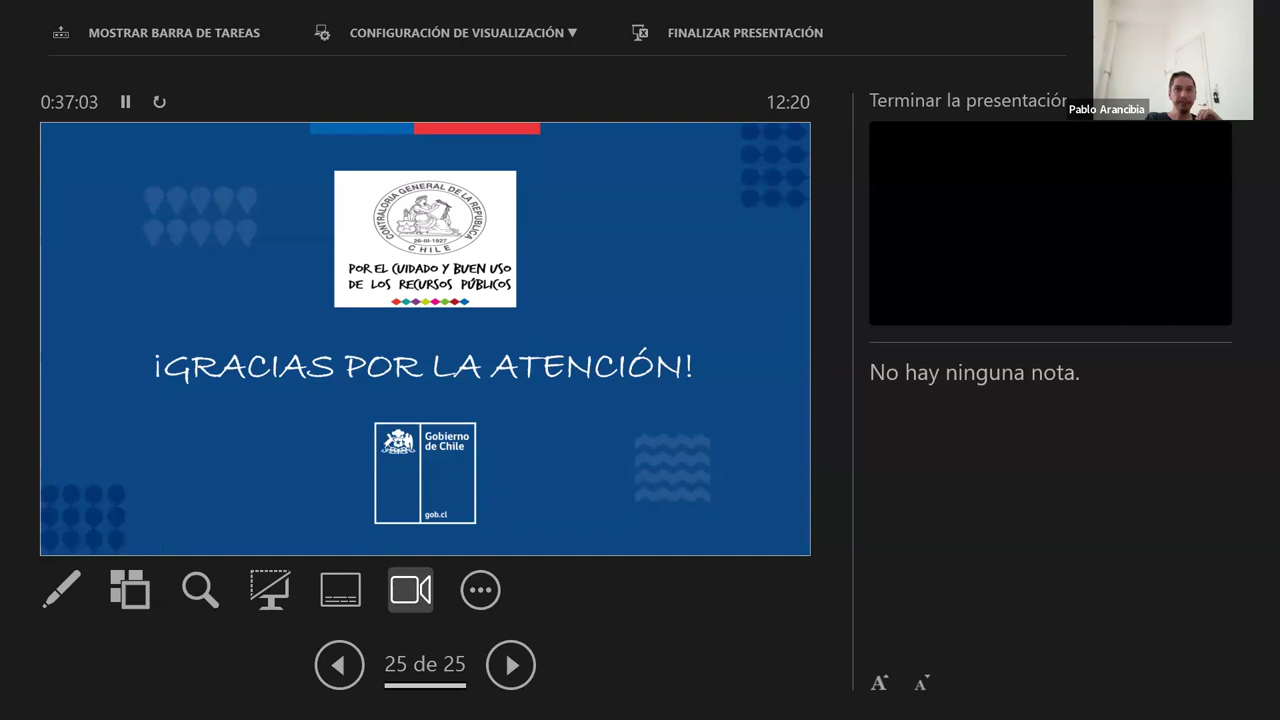 MOSTRAR BARRA DE TAREAS
CONFIGURACIÓN DE VISUALIZACIÓN ▼
FINALIZAR PRESENTACIÓN
0:37:03
12:20
Terminar la presentación
Pablo Arancibia
CONTRALORIA GENERAL DE LA REPUBLICA
26-III-1927
CHILE
POR EL CUIDADO Y BUEN USO
DE LOS RECURSOS PÚBLICOS
¡GRACIAS POR LA ATENCIÓN!
Gobierno
de Chile
gob.cl
No hay ninguna nota.
25 de 25
A A